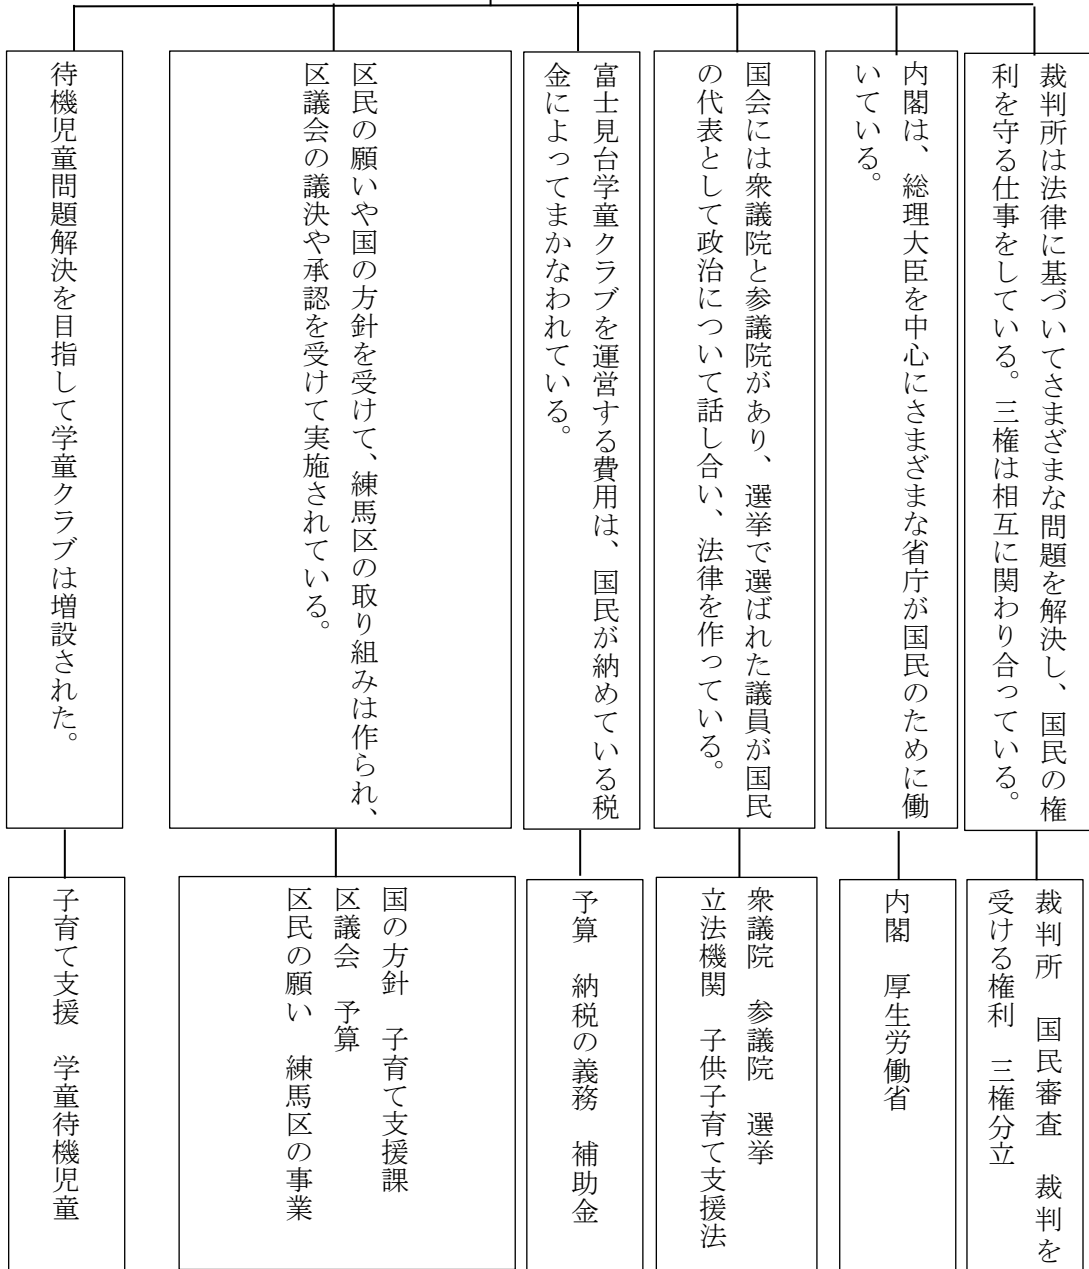 裁判所は法律に基づいてさまざまな問題を解決し、国民の権
利を守る仕事をしている。三権は相互に関わり合っている。
内閣は、総理大臣を中心にさまざまな省庁が国民のために働
いている。
国会には衆議院と参議院があり、選挙で選ばれた議員が国民
の代表として政治について話し合い、法律を作っている。
富士見台学童クラブを運営する費用は、国民が納めている税
金によってまかなわれている。
区民の願いや国の方針を受けて、練馬区の取り組みは作られ、
区議会の議決や承認を受けて実施されている。
待機児童問題解決を目指して学童クラブは増設された。
裁判所　国民審査　裁判を
受ける権利　三権分立
内閣　厚生労働省
衆議院　参議院　選挙
立法機関　子供子育て支援法
予算　納税の義務　補助金
国の方針　子育て支援課
区議会　予算
区民の願い　練馬区の事業
子育て支援　学童待機児童